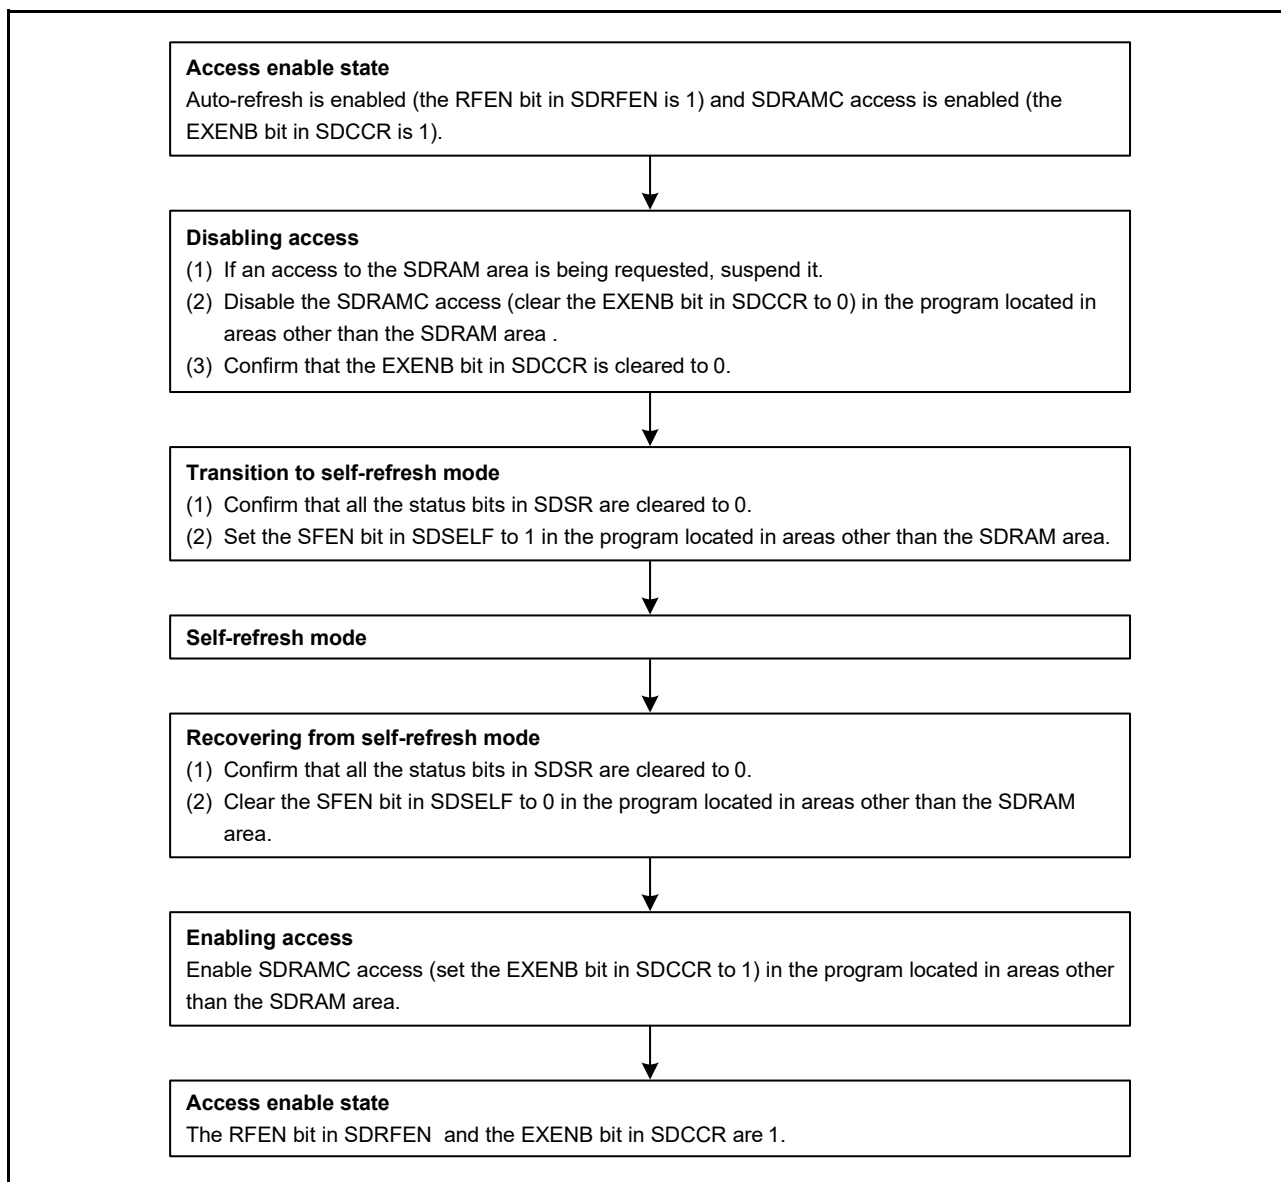 Access enable state
Auto-refresh is enabled (the RFEN bit in SDRFEN is 1) and SDRAMC access is enabled (the
EXENB bit in SDCCR is 1).
Disabling access
(1) If an access to the SDRAM area is being requested, suspend it.
(2) Disable the SDRAMC access (clear the EXENB bit in SDCCR to 0) in the program located in
areas other than the SDRAM area .
(3) Confirm that the EXENB bit in SDCCR is cleared to 0.
Transition to self-refresh mode
(1) Confirm that all the status bits in SDSR are cleared to 0.
(2) Set the SFEN bit in SDSELF to 1 in the program located in areas other than the SDRAM area.
Self-refresh mode
Recovering from self-refresh mode
(1) Confirm that all the status bits in SDSR are cleared to 0.
(2) Clear the SFEN bit in SDSELF to 0 in the program located in areas other than the SDRAM
area.
Enabling access
Enable SDRAMC access (set the EXENB bit in SDCCR to 1) in the program located in areas other
than the SDRAM area.
Access enable state
The RFEN bit in SDRFEN and the EXENB bit in SDCCR are 1.